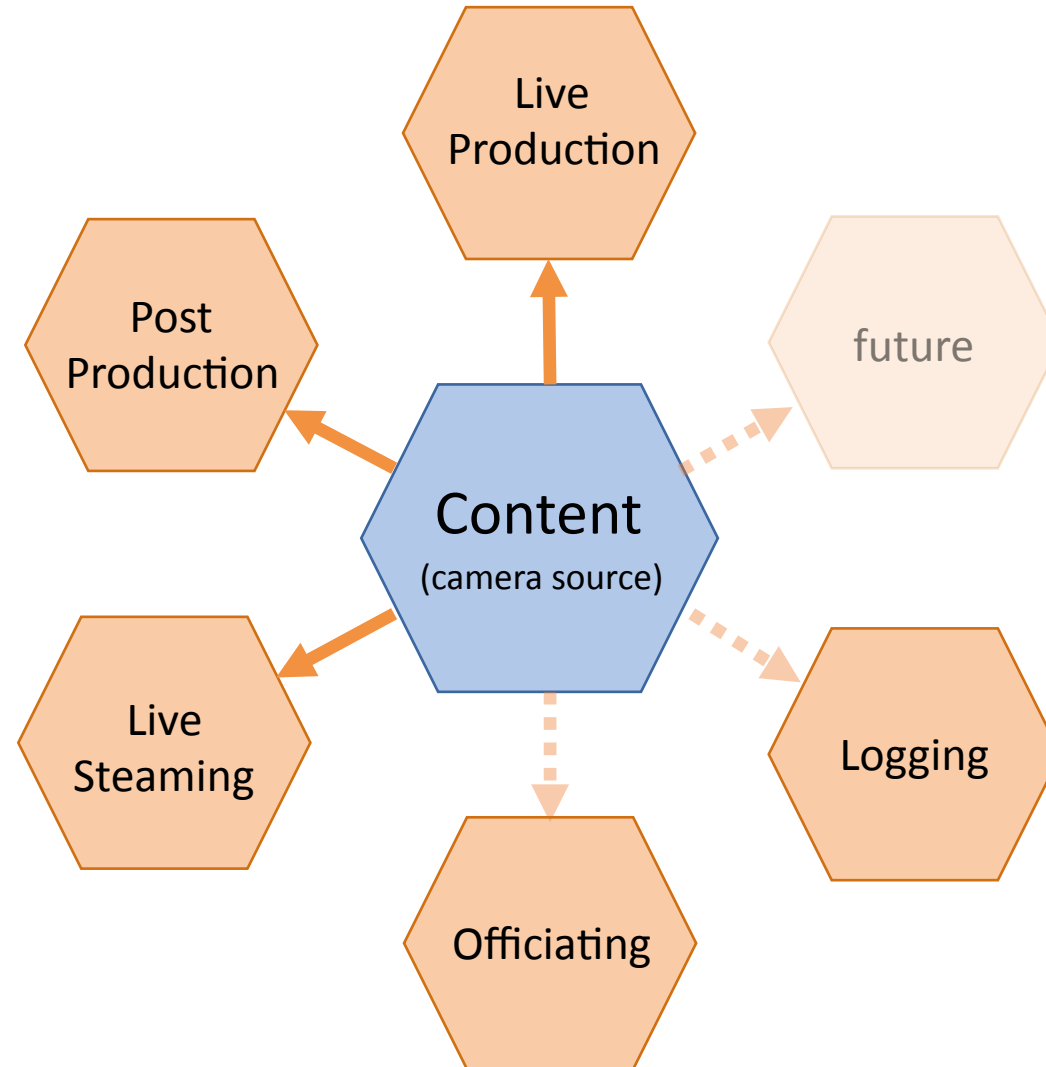 Live
Production
Post
Production
future
Content
(camera source)
Live
Steaming
Logging
Officiating